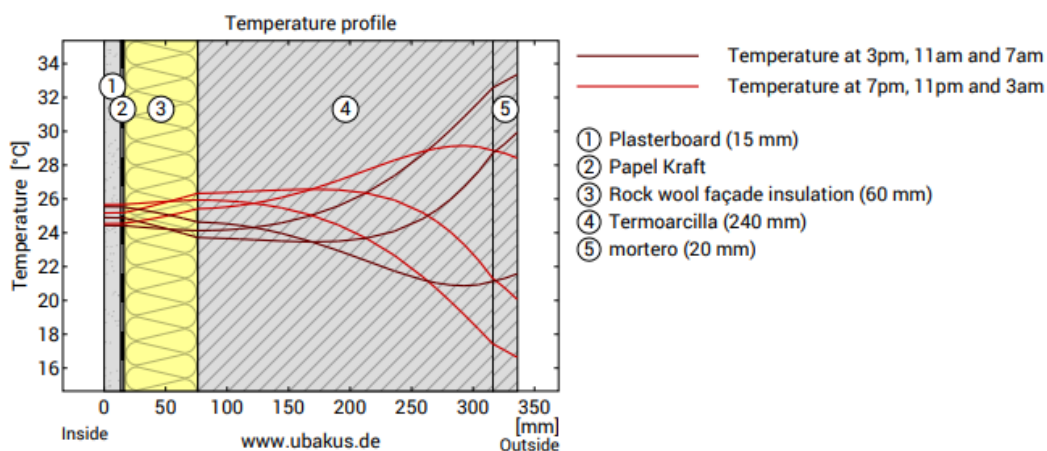 Temperature profile
Temperature [°C]
34
32
30
28
26
24
22
20
18
16
1
2
3
4
5
0 50 100 150 200 250 300 350
[mm]
Inside
www.ubakus.de
Outside
Temperature at 3pm, 11am and 7am
Temperature at 7pm, 11pm and 3am
1 Plasterboard (15 mm)
2 Papel Kraft
3 Rock wool façade insulation (60 mm)
4 Termoarcilla (240 mm)
5 mortero (20 mm)